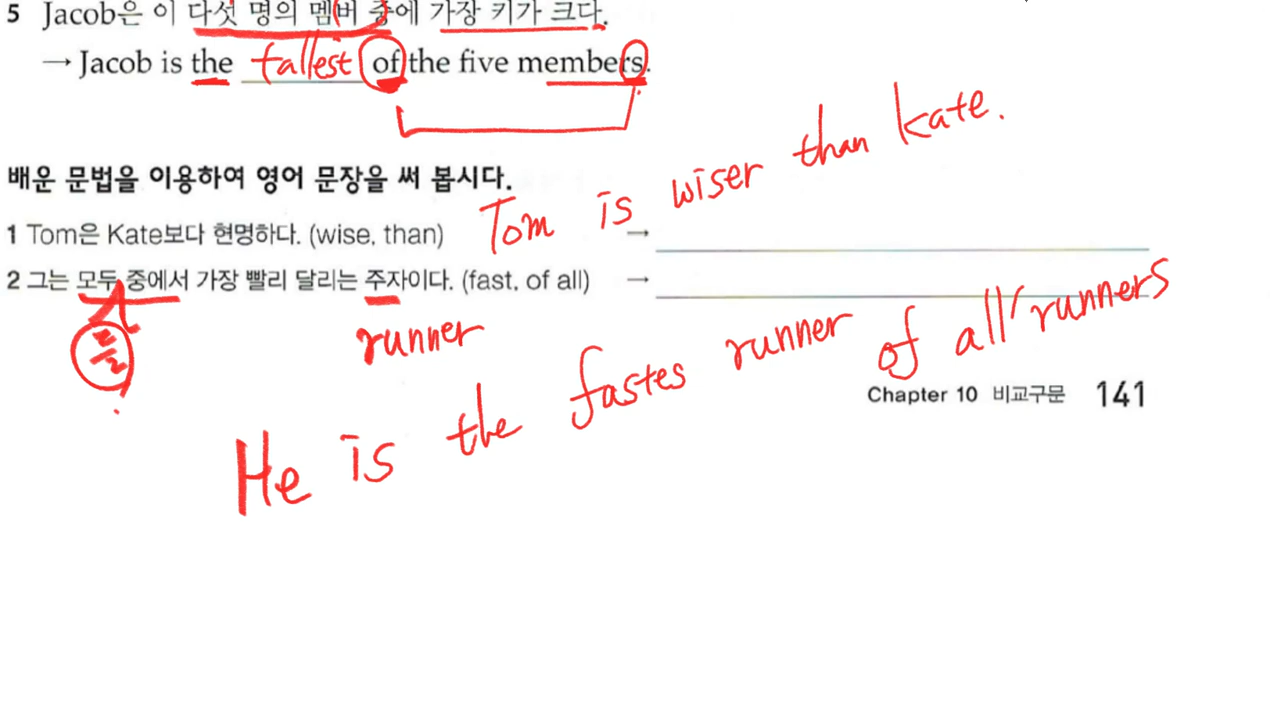 5 Jacob은 이 다섯 명의 멤버 중에 가장 키가 크다.
→ Jacob is the tallest of the five members.
배운 문법을 이용하여 영어 문장을 써 봅시다.
1 Tom은 Kate보다 현명하다. (wise, than) →
Tom is wiser than kate.
2 그는 모두 중에서 가장 빨리 달리는 주자이다. (fast, of all) →
들
runner
He is the fastes runner of all runners
Chapter 10 비교구문 141